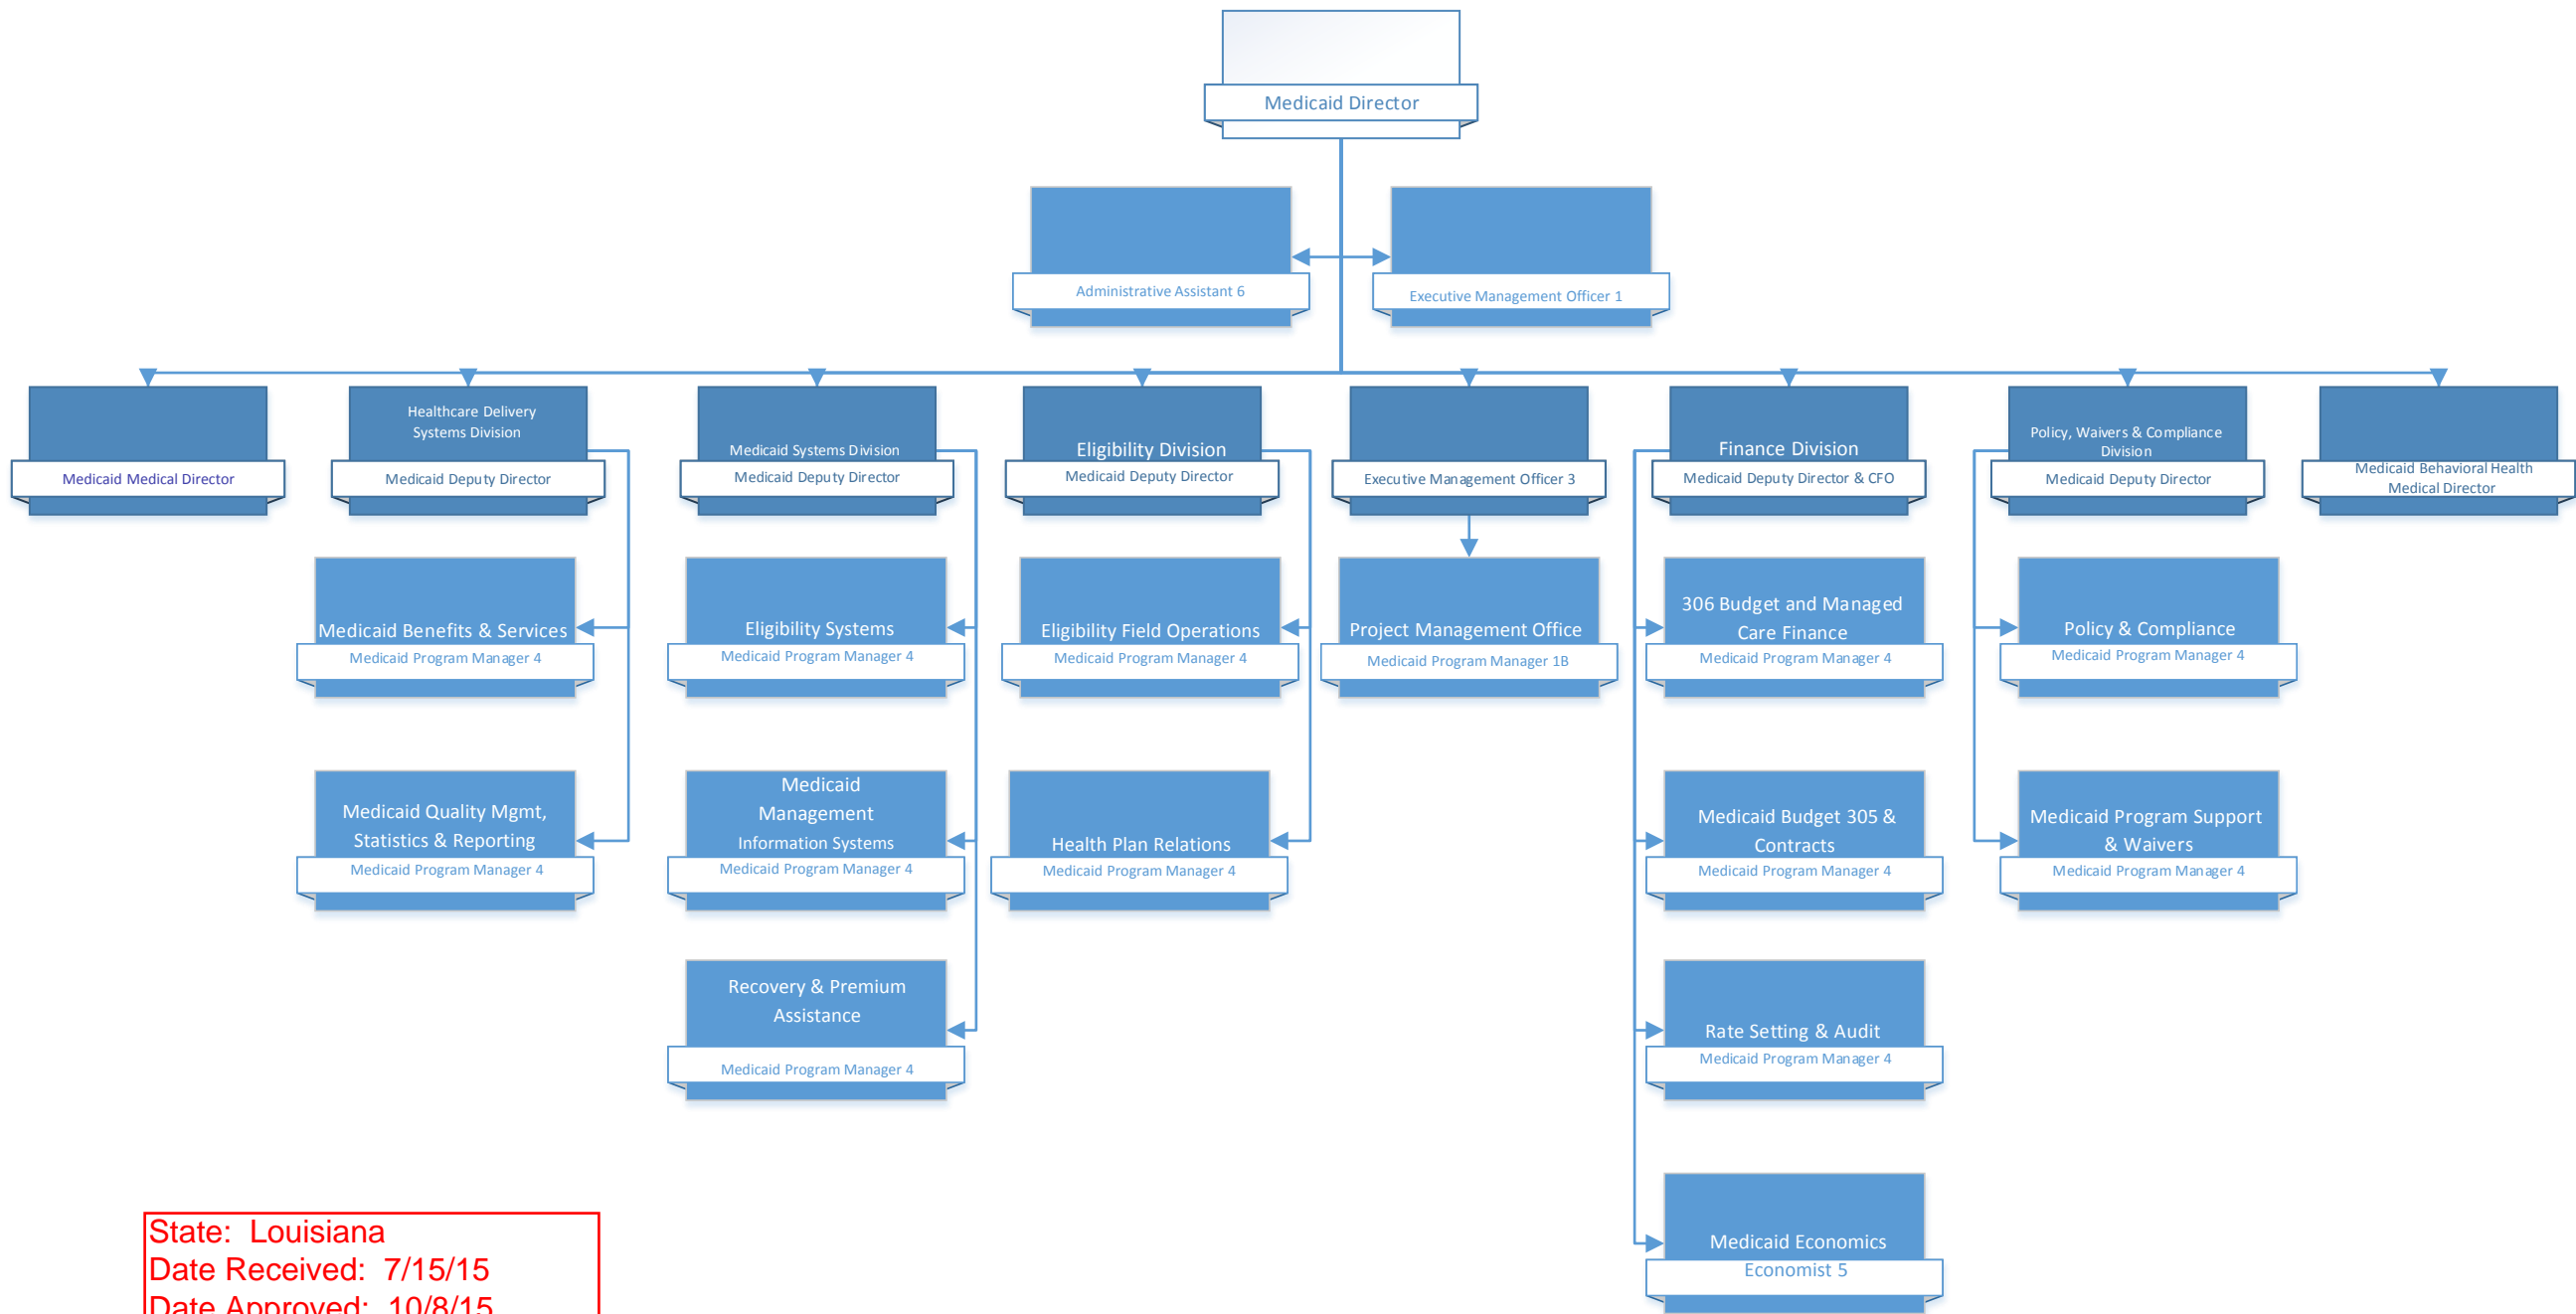 Medicaid Director
Administrative Assistant 6
Executive Management Officer 1
Medicaid Medical Director
Healthcare Delivery
Systems Division
Medicaid Deputy Director
Medicaid Systems Division
Medicaid Deputy Director
Eligibility Division
Medicaid Deputy Director
Executive Management Officer 3
Finance Division
Medicaid Deputy Director & CFO
Policy, Waivers & Compliance
Division
Medicaid Deputy Director
Medicaid Behavioral Health
Medical Director
Medicaid Benefits & Services
Medicaid Program Manager 4
Eligibility Systems
Medicaid Program Manager 4
Eligibility Field Operations
Medicaid Program Manager 4
Project Management Office
Medicaid Program Manager 1B
306 Budget and Managed
Care Finance
Medicaid Program Manager 4
Policy & Compliance
Medicaid Program Manager 4
Medicaid Quality Mgmt,
Statistics & Reporting
Medicaid Program Manager 4
Medicaid
Management
Information Systems
Medicaid Program Manager 4
Health Plan Relations
Medicaid Program Manager 4
Medicaid Budget 305 &
Contracts
Medicaid Program Manager 4
Medicaid Program Support
& Waivers
Medicaid Program Manager 4
Recovery & Premium
Assistance
Medicaid Program Manager 4
Rate Setting & Audit
Medicaid Program Manager 4
Medicaid Economics
Economist 5
State: Louisiana
Date Received: 7/15/15
Date Approved: 10/8/15